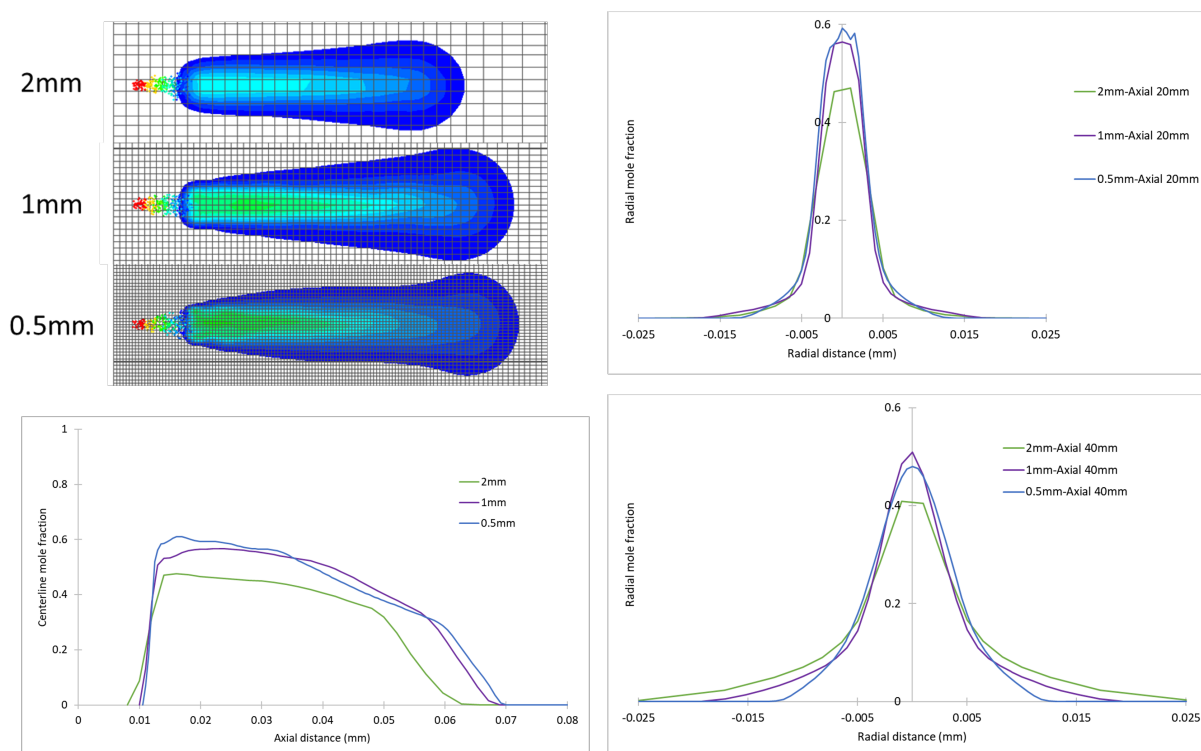 2mm
1mm
0.5mm
0.6
0.4
0.2
0
-0.025
-0.015
-0.005
0.005
0.015
0.025
Radial mole fraction
Radial distance (mm)
2mm-Axial 20mm
1mm-Axial 20mm
0.5mm-Axial 20mm
1
0.8
0.6
0.4
0.2
0
0
0.01
0.02
0.03
0.04
0.05
0.06
0.07
0.08
Centerline mole fraction
Axial distance (mm)
2mm
1mm
0.5mm
0.6
0.4
0.2
0
-0.025
-0.015
-0.005
0.005
0.015
0.025
Radial mole fraction
Radial distance (mm)
2mm-Axial 40mm
1mm-Axial 40mm
0.5mm-Axial 40mm